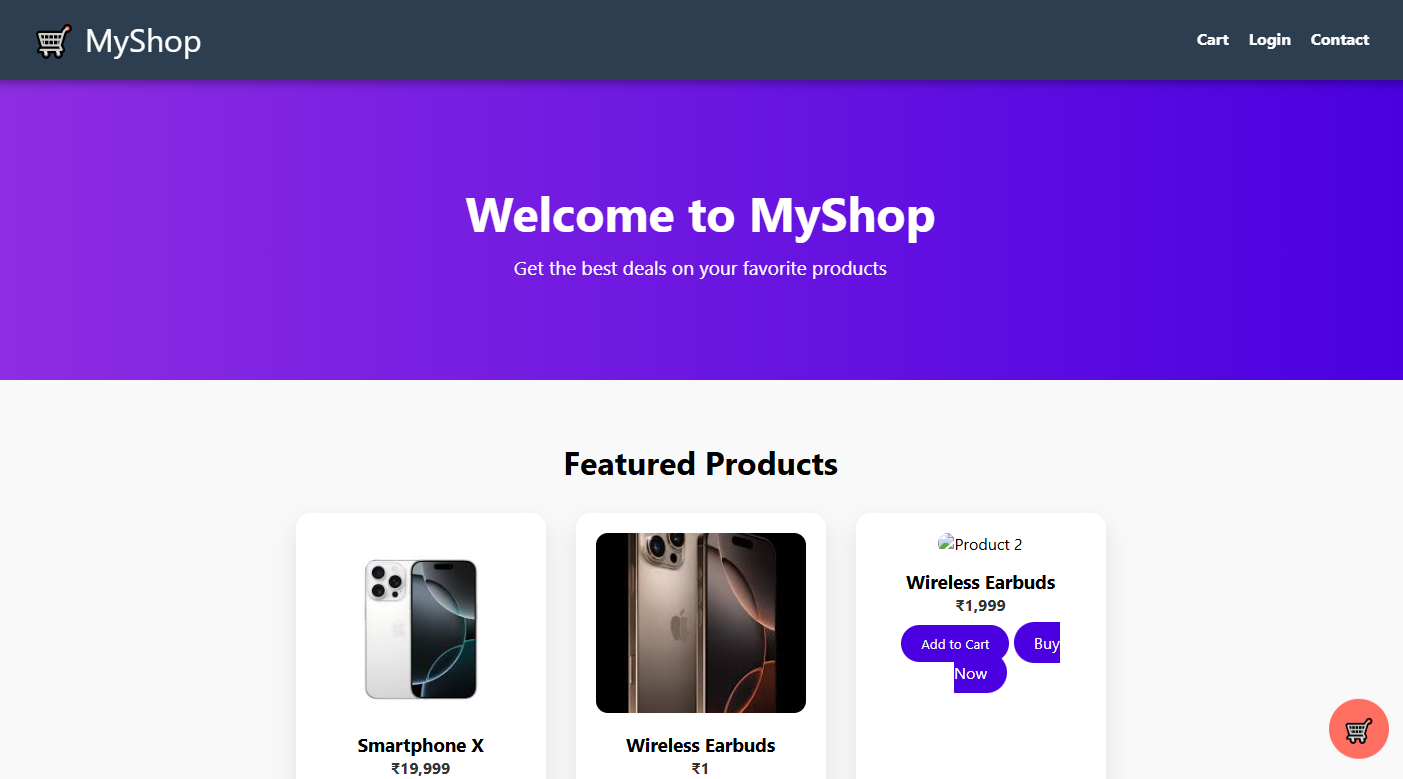 MyShop
Cart Login Contact
Welcome to MyShop
Get the best deals on your favorite products
Featured Products
Smartphone X
₹19,999
Wireless Earbuds
₹1
Product 2
Wireless Earbuds
₹1,999
Add to Cart Buy
Now